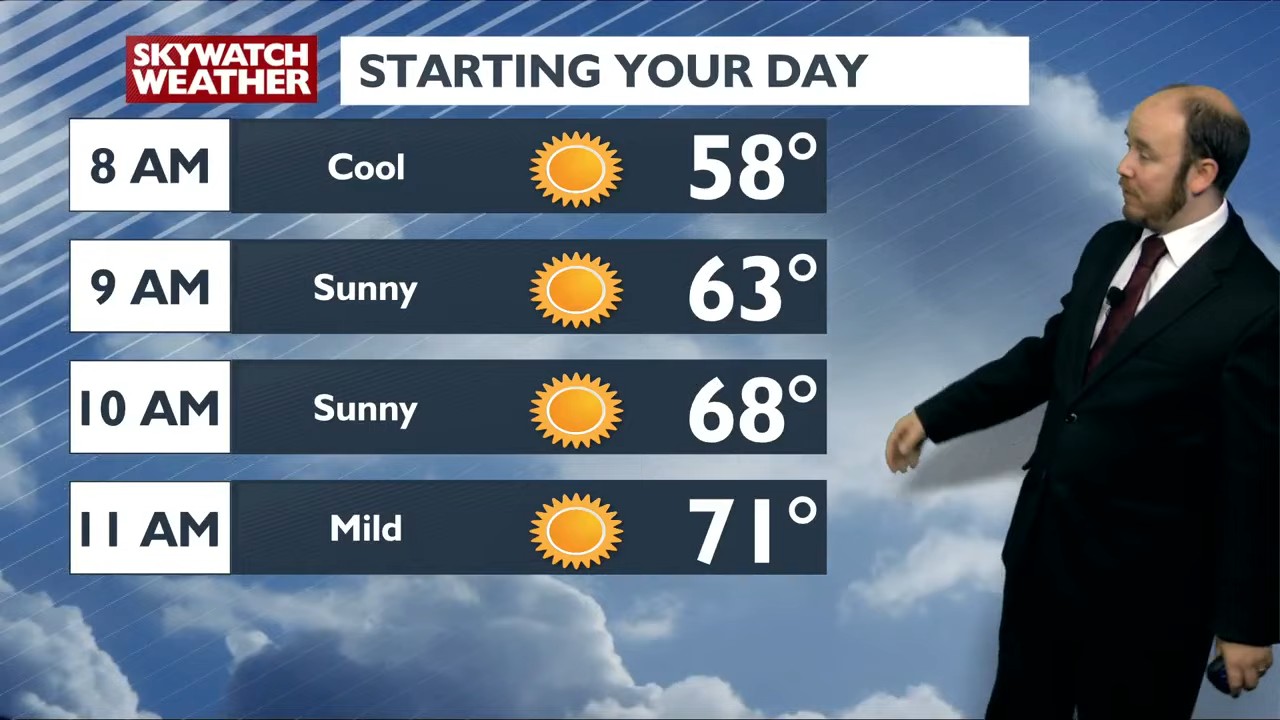 SKYWATCH
WEATHER
STARTING YOUR DAY
8 AM Cool 58°
9 AM Sunny 63°
10 AM Sunny 68°
11 AM Mild 71°